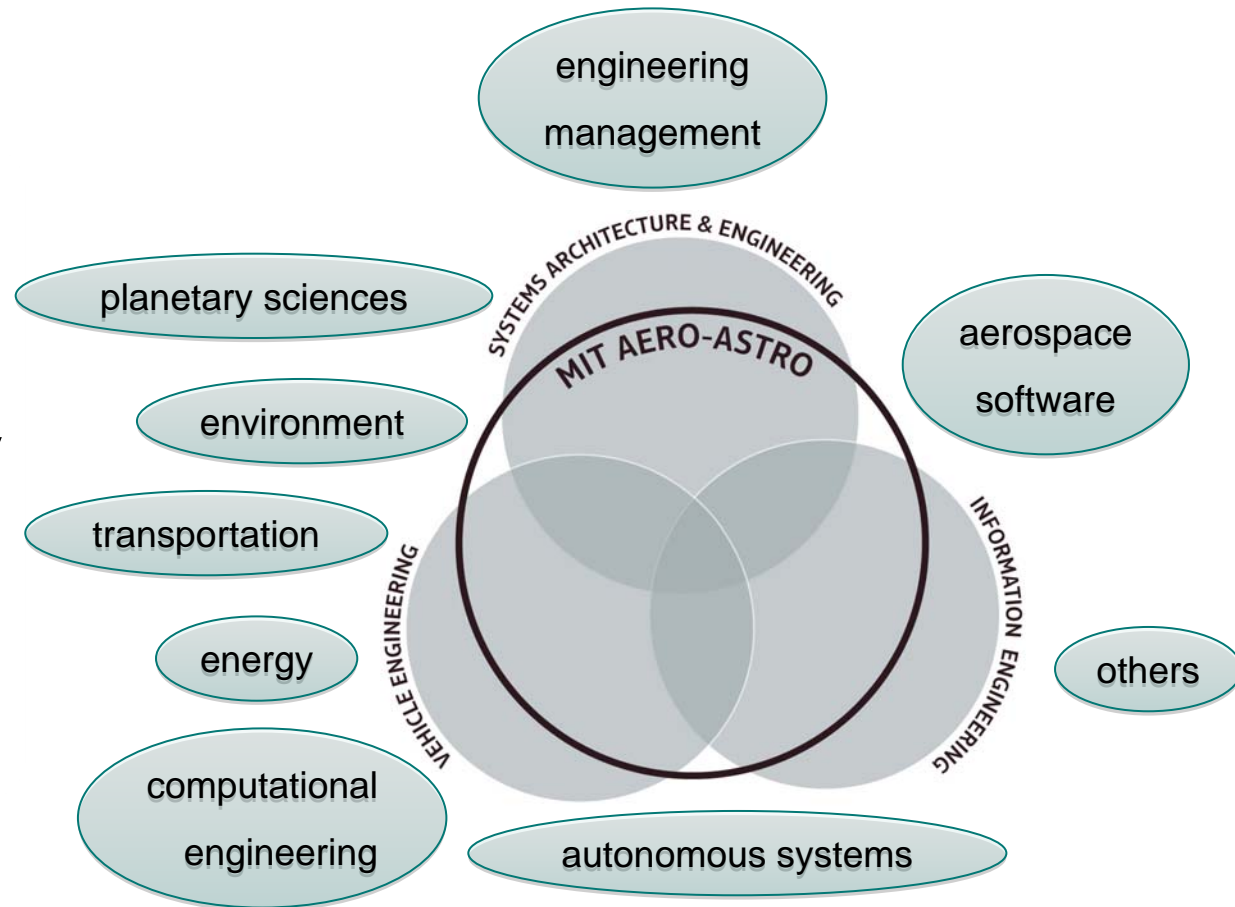 engineering
management
SYSTEMS ARCHITECTURE & ENGINEERING
planetary sciences
MIT AERO-ASTRO
aerospace
software
environment
transportation
VEHICLE ENGINEERING
INFORMATION ENGINEERING
energy
others
computational
engineering
autonomous systems